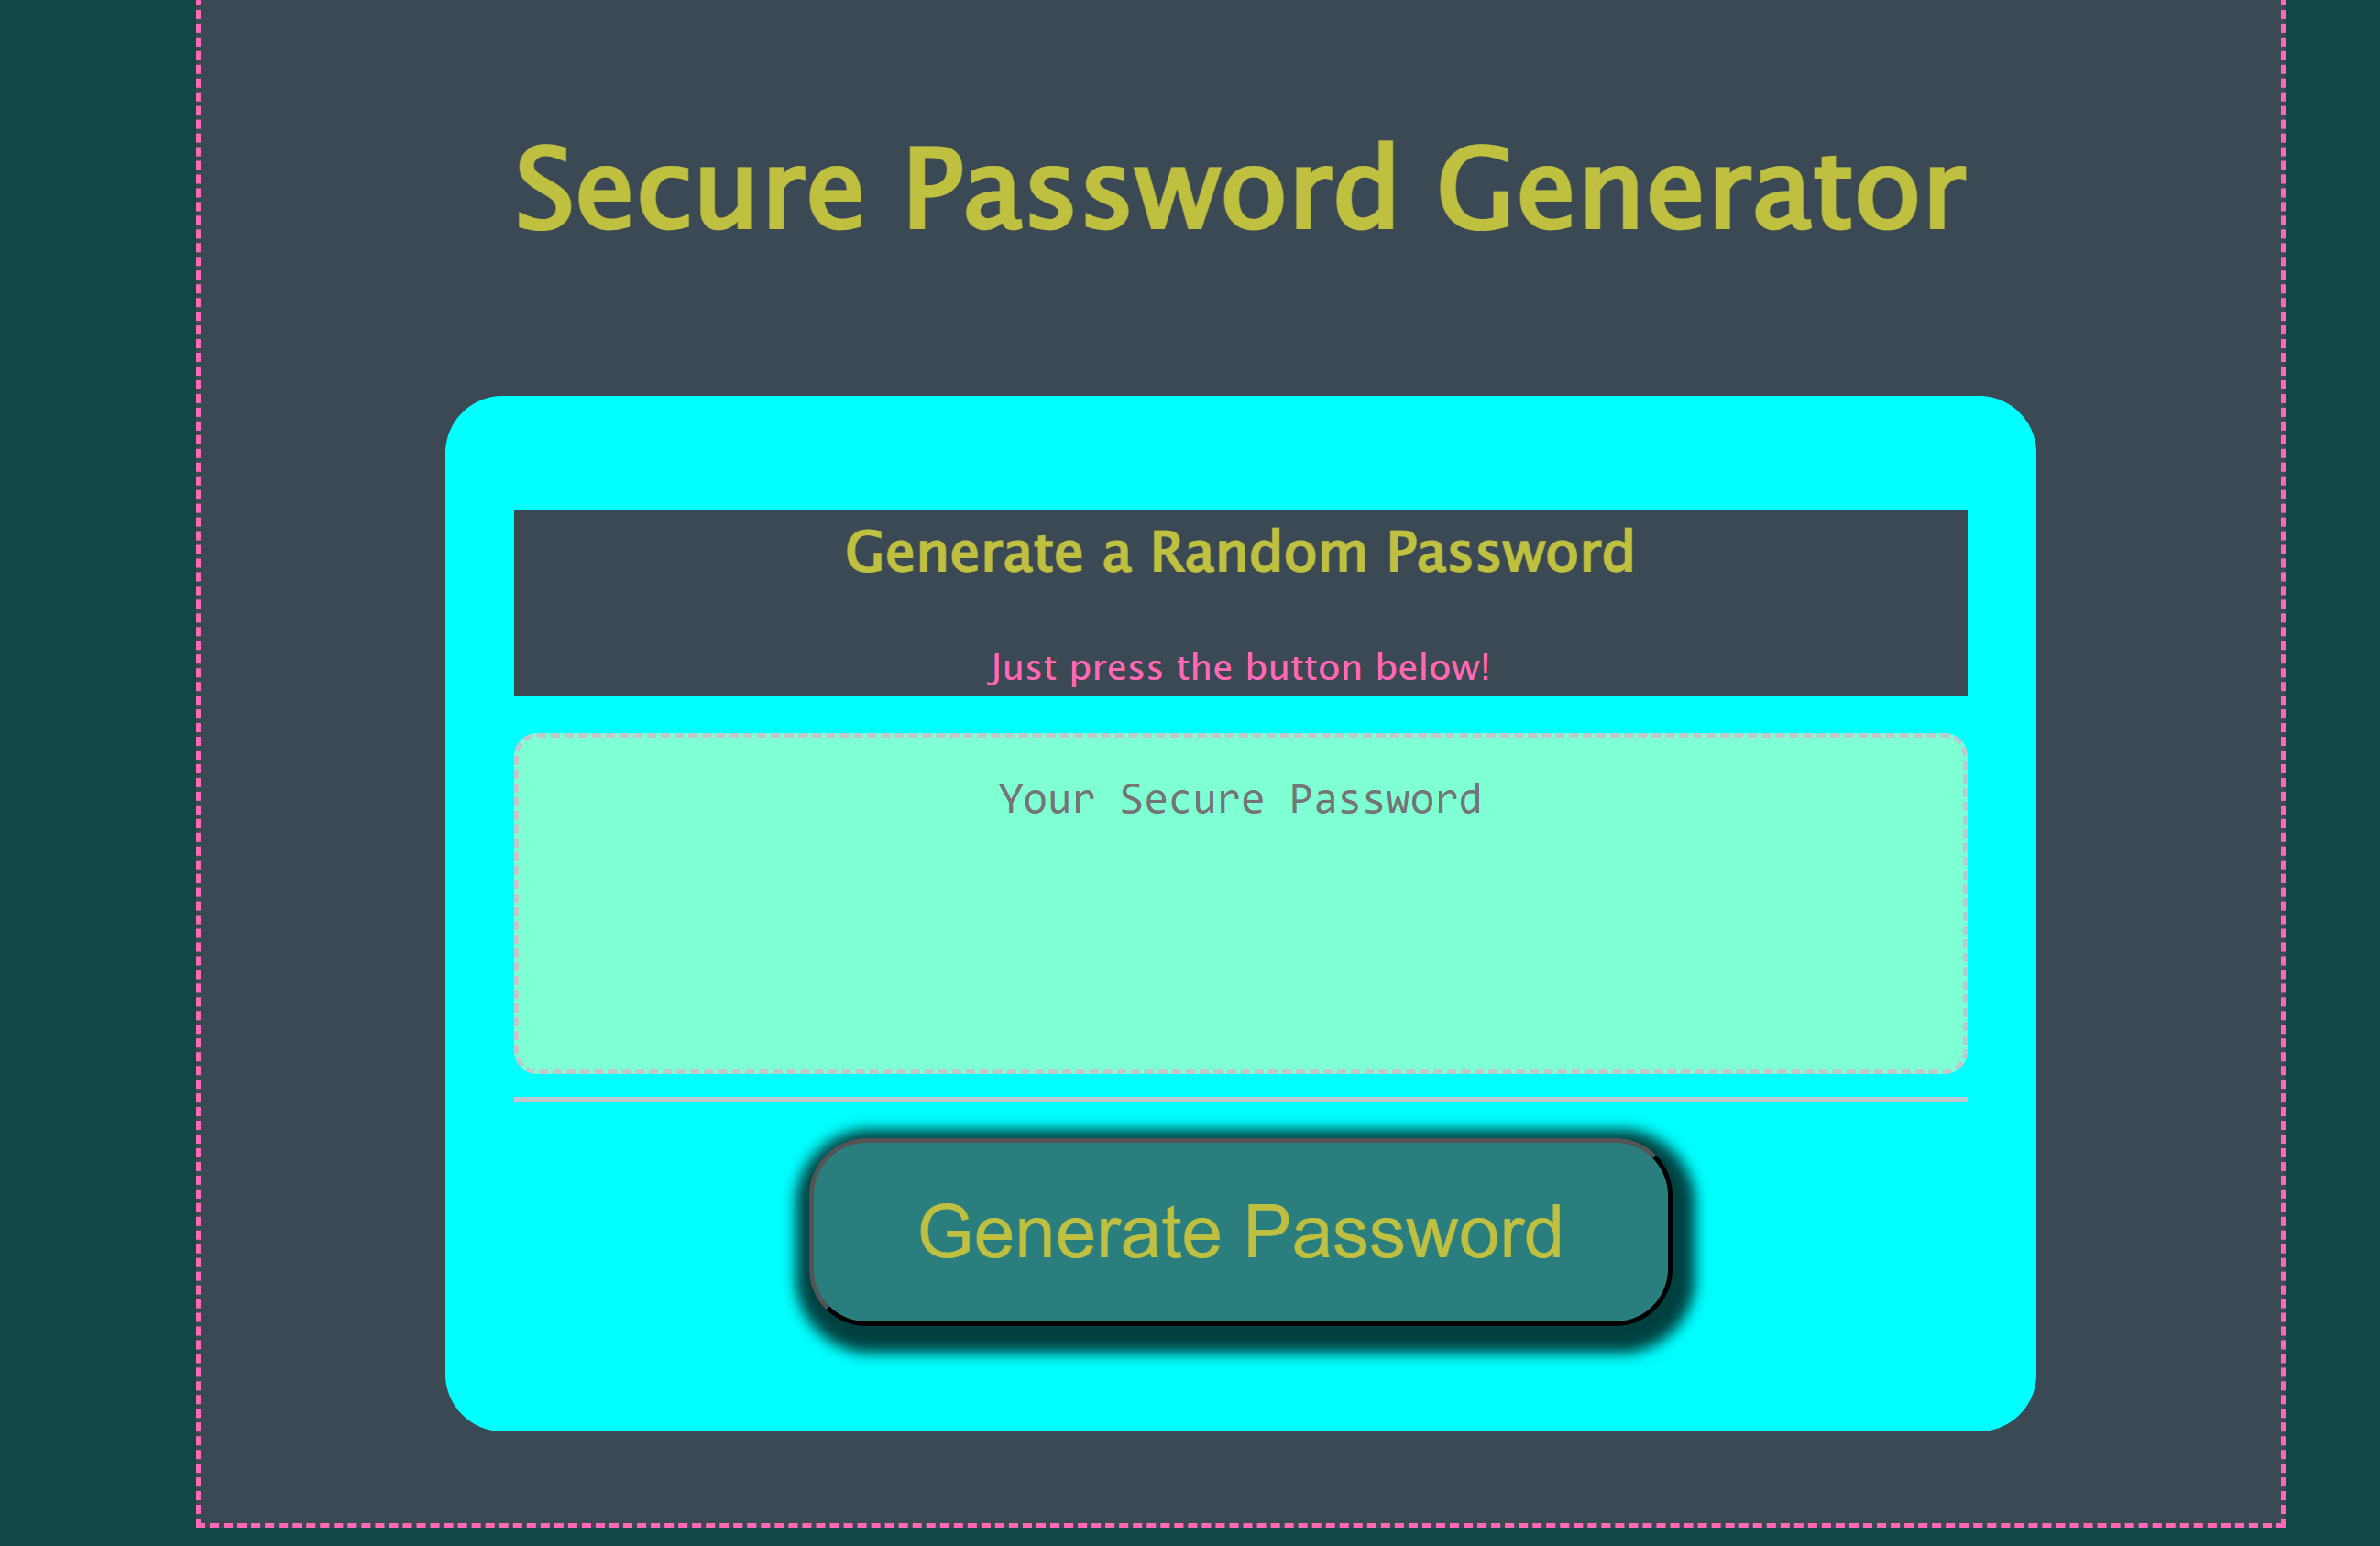 Secure Password Generator
Generate a Random Password
Just press the button below!
Your Secure Password
Generate Password